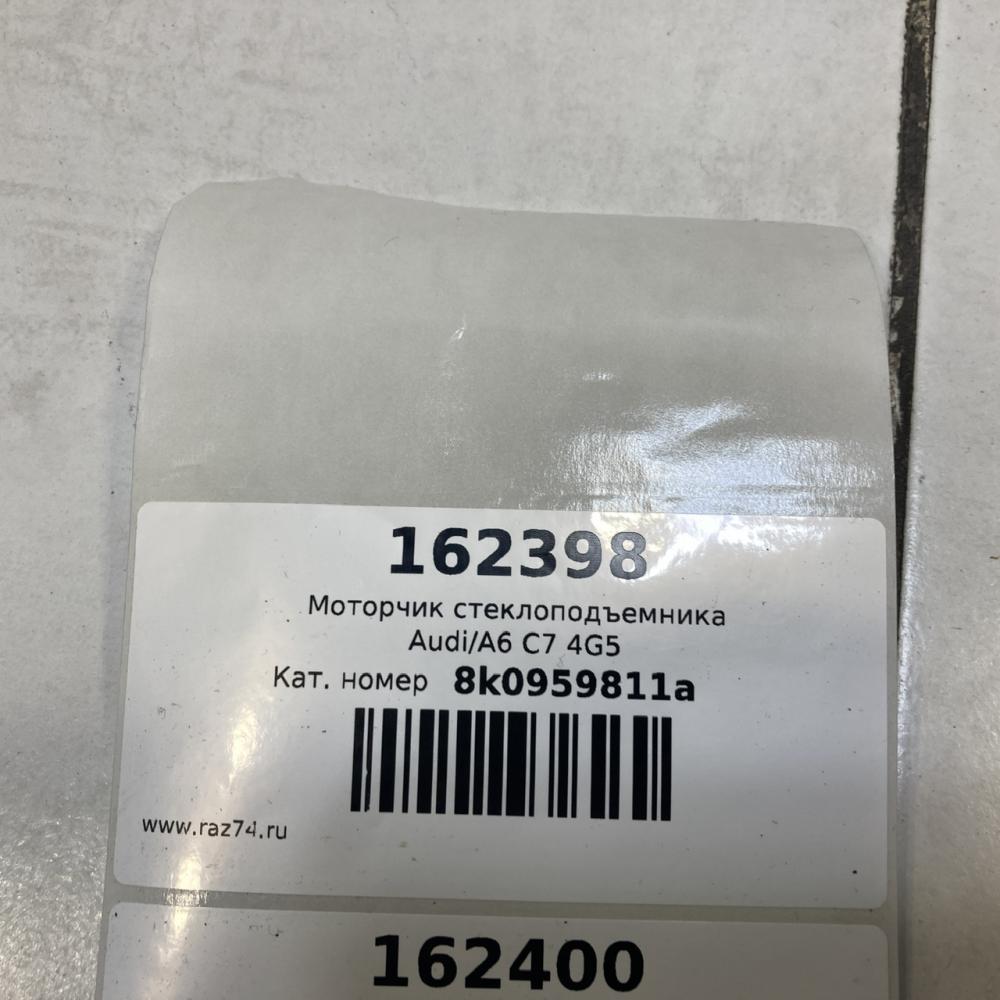 162398
Моторчик стеклоподъемника
Audi/A6 C7 4G5
Кат. номер 8k0959811a
www.raz74.ru
162400